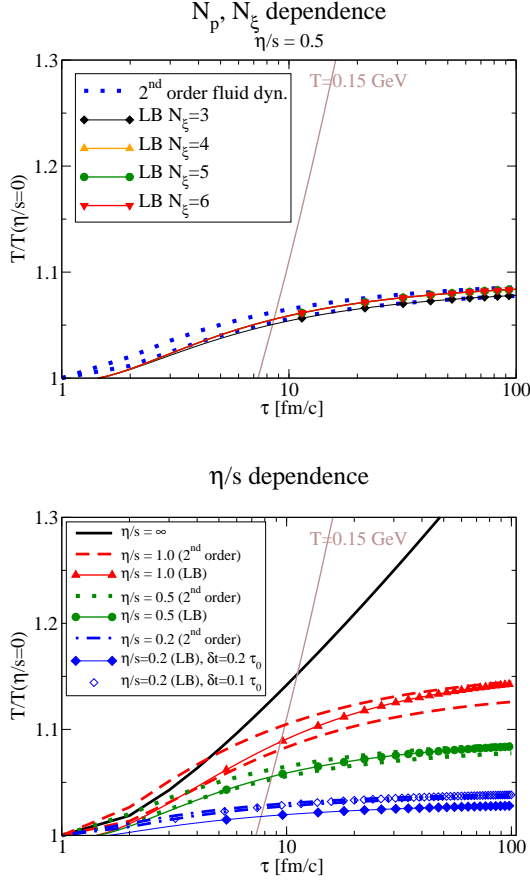 N_p, N_ξ dependence
η/s = 0.5
1.3
1.2
1.1
1
T/T(η/s=0)
T=0.15 GeV
2nd order fluid dyn.
LB N_ξ=3
LB N_ξ=4
LB N_ξ=5
LB N_ξ=6
1 10 100
τ [fm/c]
η/s dependence
1.3
1.2
1.1
1
T/T(η/s=0)
T=0.15 GeV
η/s = ∞
η/s = 1.0 (2nd order)
η/s = 1.0 (LB)
η/s = 0.5 (2nd order)
η/s = 0.5 (LB)
η/s = 0.2 (2nd order)
η/s=0.2 (LB), δt=0.2 τ_0
η/s=0.2 (LB), δt=0.1 τ_0
1 10 100
τ [fm/c]